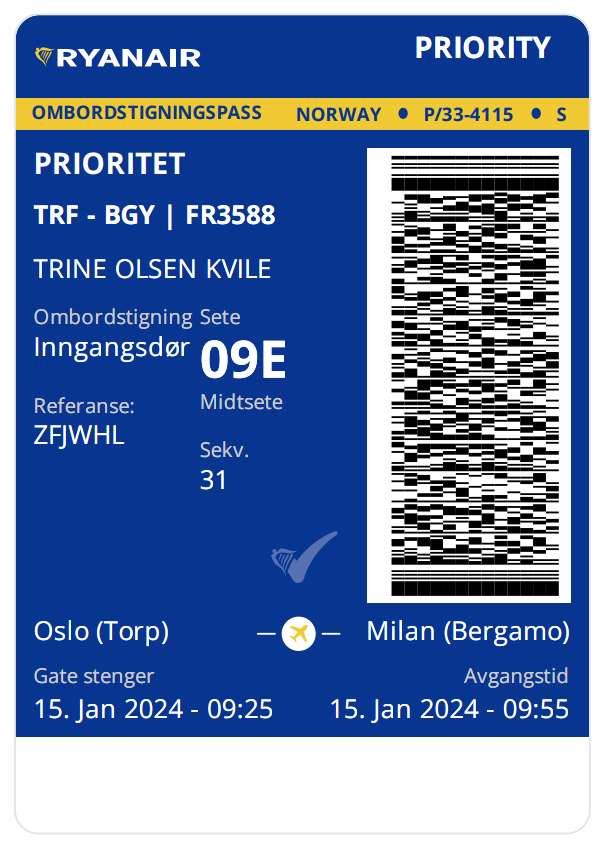 RYANAIR
PRIORITY
OMBORDSTIGNINGSPASS NORWAY • P/33-4115 • S
PRIORITET
TRF - BGY | FR3588
TRINE OLSEN KVILE
Ombordstigning Sete
Inngangsdør 09E
Midtsete
Referanse:
ZFJWHL
Sekv.
31
Oslo (Torp) Milan (Bergamo)
Gate stenger Avgangstid
15. Jan 2024 - 09:25 15. Jan 2024 - 09:55